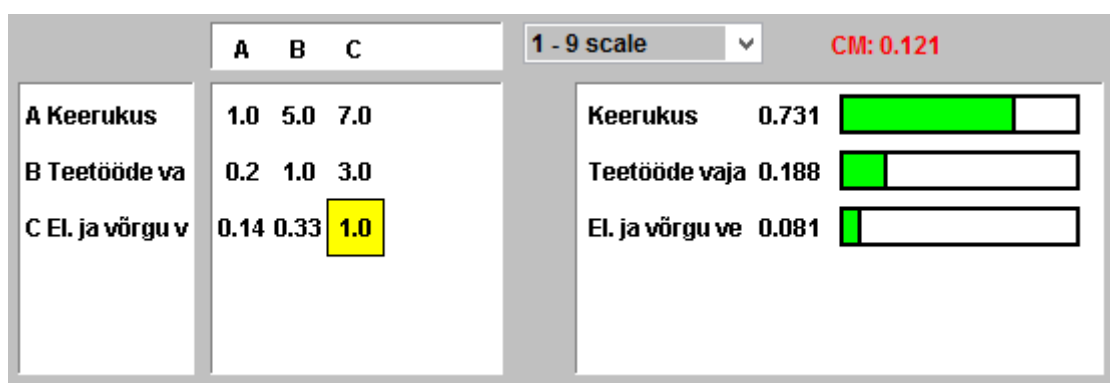 A B C 1 - 9 scale CM: 0.121
A Keerukus 1.0 5.0 7.0 Keerukus 0.731
B Teetööde va 0.2 1.0 3.0 Teetööde vaja 0.188
C El. ja võrgu v 0.14 0.33 1.0 El. ja võrgu ve 0.081